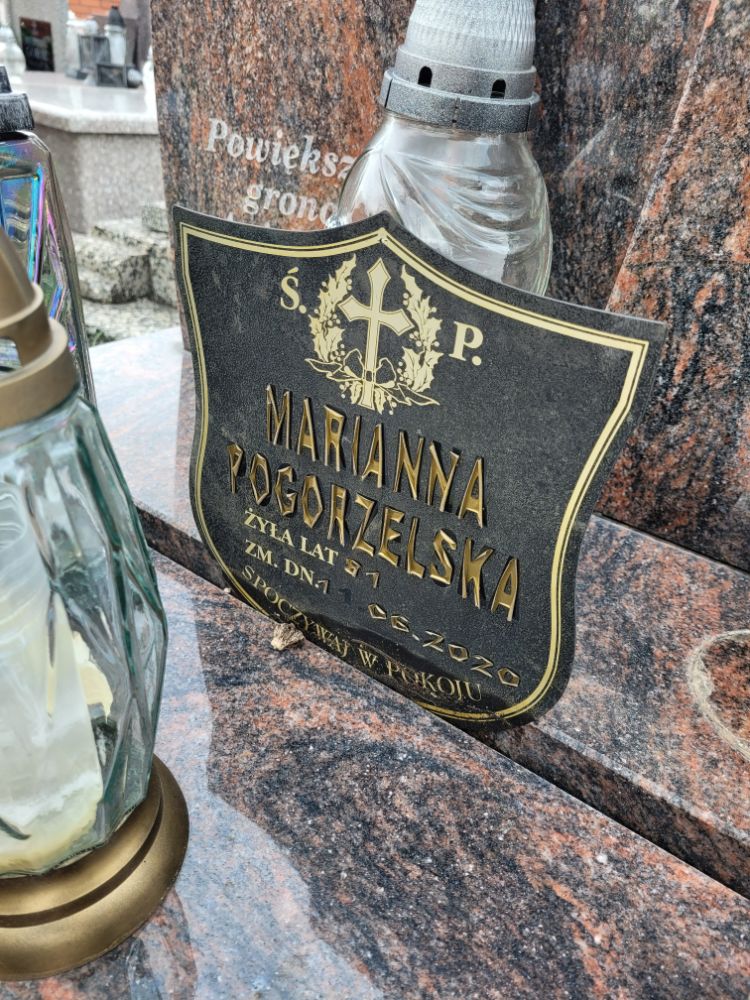 Powiększ
grono
Ś. P.
MARIANNA
POGORZELSKA
ŻYŁA LAT 81
ZM. DN. 06.2020
SPOCZYWAJ W POKOJU